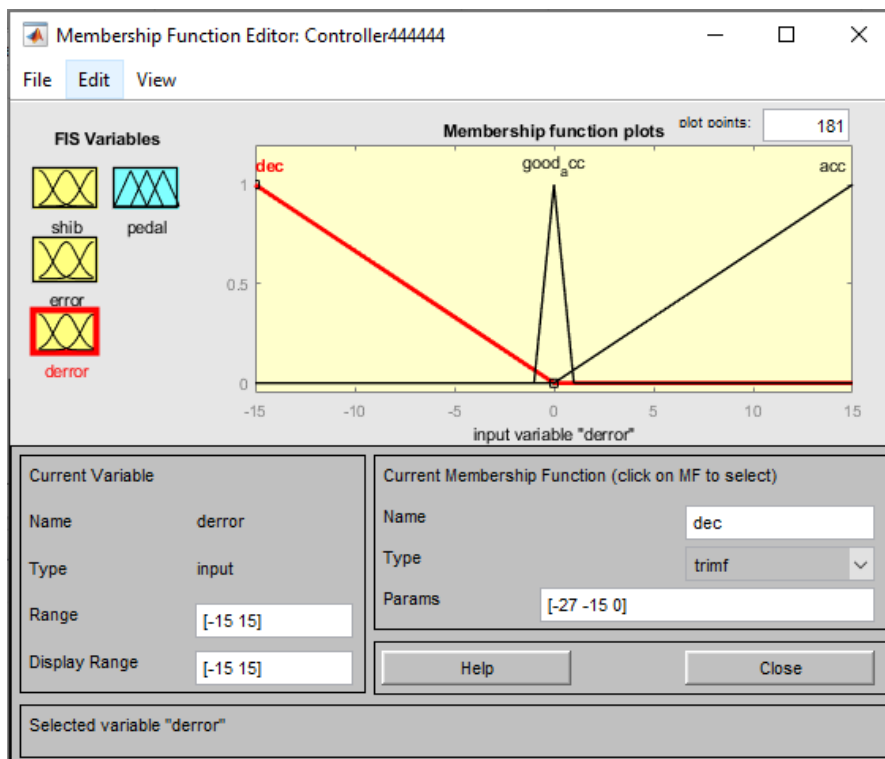 Membership Function Editor: Controller444444
File Edit View
FIS Variables
shib
pedal
error
derror
Membership function plots
plot points:
181
dec
good_acc
acc
1
0.5
0
-15 -10 -5 0 5 10 15
input variable "derror"
Current Variable
Name derror
Type input
Range [-15 15]
Display Range [-15 15]
Current Membership Function (click on MF to select)
Name dec
Type trimf
Params [-27 -15 0]
Help Close
Selected variable "derror"